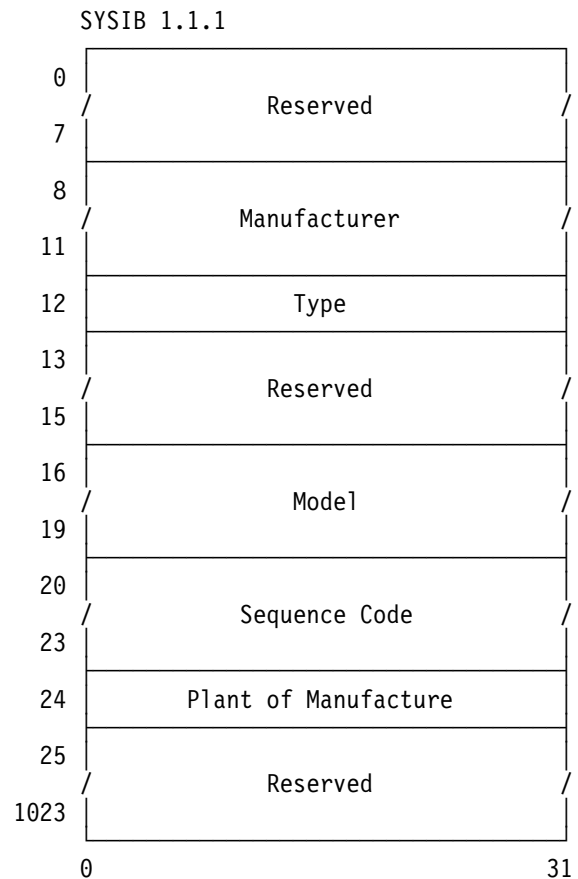 SYSIB 1.1.1
0
Reserved
7
8
Manufacturer
11
12 Type
13
Reserved
15
16
Model
19
20
Sequence Code
23
24 Plant of Manufacture
25
Reserved
1023
0 31